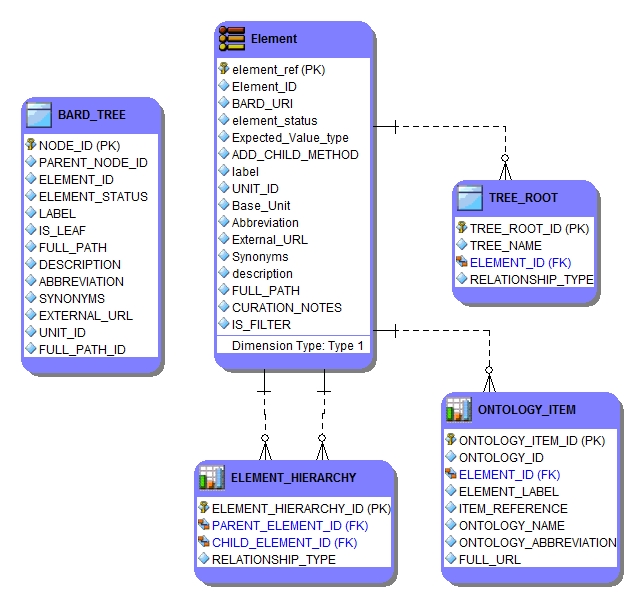 Element
element_ref (PK)
Element_ID
BARD_URI
element_status
Expected_Value_type
ADD_CHILD_METHOD
label
UNIT_ID
Base_Unit
Abbreviation
External_URL
Synonyms
description
FULL_PATH
CURATION_NOTES
IS_FILTER
Dimension Type: Type 1
BARD_TREE
NODE_ID (PK)
PARENT_NODE_ID
ELEMENT_ID
ELEMENT_STATUS
LABEL
IS_LEAF
FULL_PATH
DESCRIPTION
ABBREVIATION
SYNONYMS
EXTERNAL_URL
UNIT_ID
FULL_PATH_ID
TREE_ROOT
TREE_ROOT_ID (PK)
TREE_NAME
ELEMENT_ID (FK)
RELATIONSHIP_TYPE
ELEMENT_HIERARCHY
ELEMENT_HIERARCHY_ID (PK)
PARENT_ELEMENT_ID (FK)
CHILD_ELEMENT_ID (FK)
RELATIONSHIP_TYPE
ONTOLOGY_ITEM
ONTOLOGY_ITEM_ID (PK)
ONTOLOGY_ID
ELEMENT_ID (FK)
ELEMENT_LABEL
ITEM_REFERENCE
ONTOLOGY_NAME
ONTOLOGY_ABBREVIATION
FULL_URL